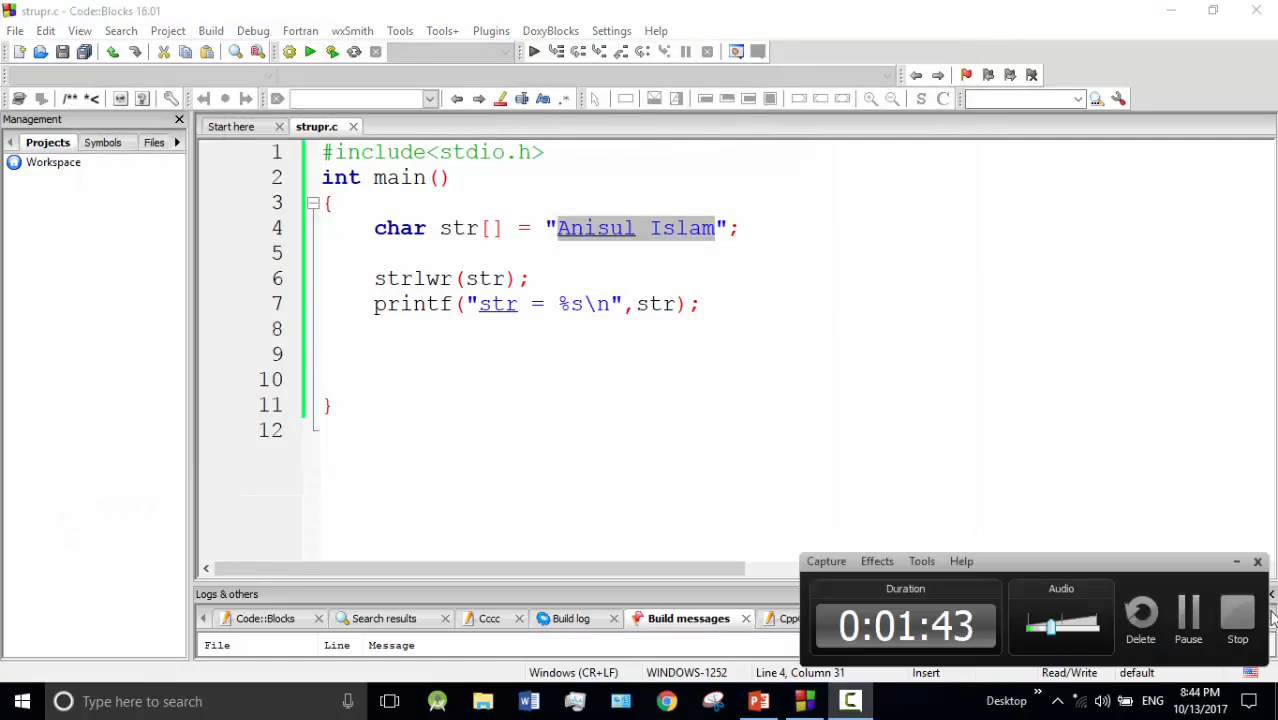 strupr.c - Code::Blocks 16.01
File Edit View Search Project Build Debug Fortran wxSmith Tools Tools+ Plugins DoxyBlocks Settings Help
/** *< S C
Management
Projects Symbols Files
Workspace
Start here strupr.c
1 #include<stdio.h>
2 int main()
3 {
4 char str[] = "Anisul Islam";
5
6 strlwr(str);
7 printf("str = %s\n",str);
8
9
10
11 }
12
Capture Effects Tools Help
Duration Audio
0:01:43
Delete Pause Stop
Logs & others
Code::Blocks Search results Cccc Build log Build messages
File Line Message
Windows (CR+LF) WINDOWS-1252 Line 4, Column 31 Insert Read/Write default
Type here to search
Desktop ENG
8:44 PM
10/13/2017